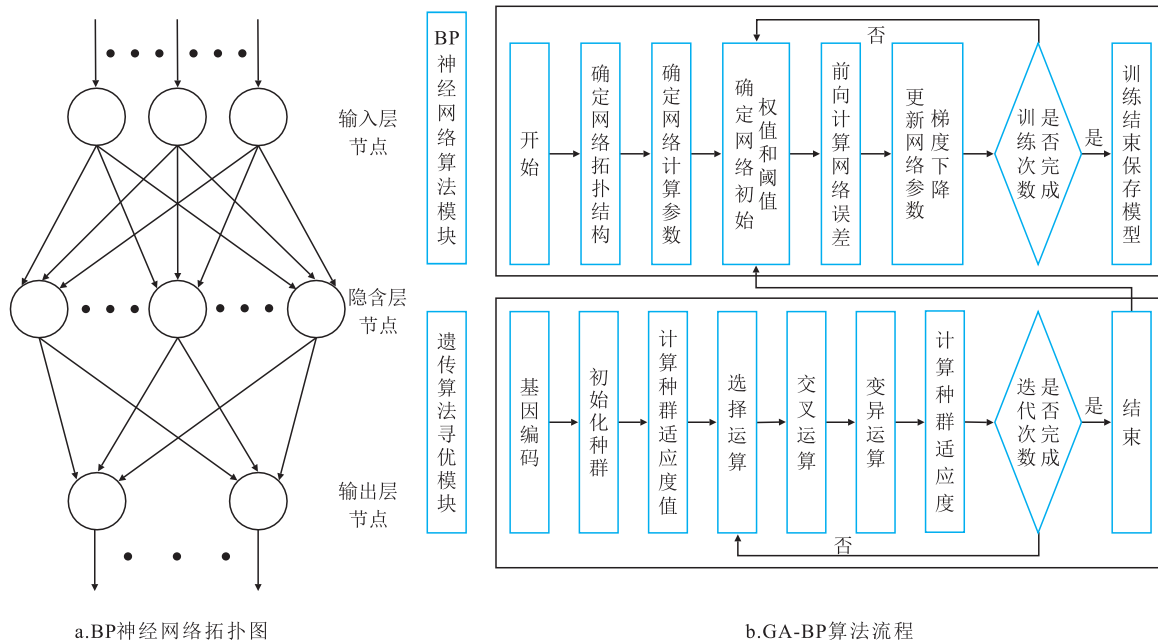 输入层
节点
隐含层
节点
输出层
节点
a.BP神经网络拓扑图
BP神经网络算法模块
开始
确定网络拓扑结构
确定网络计算参数
确定网络初始
权值和阈值
前向计算网络误差
更新网络参数
梯度下降
训练次数
是否完成
否
是
训练结束保存模型
遗传算法寻优模块
基因编码
初始化种群
计算种群适应度值
选择运算
交叉运算
变异运算
计算种群适应度
迭代次数
是否完成
否
是
结束
b.GA-BP算法流程